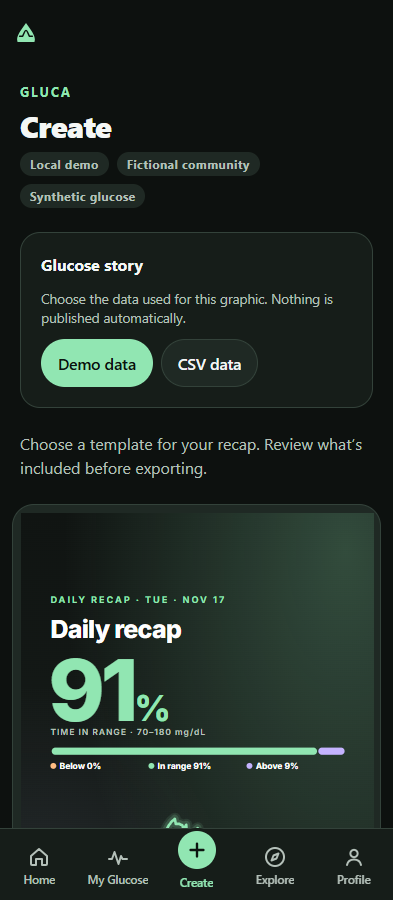 GLUCA
Create
Local demo
Fictional community
Synthetic glucose
Glucose story
Choose the data used for this graphic. Nothing is
published automatically.
Demo data
CSV data
Choose a template for your recap. Review what's
included before exporting.
DAILY RECAP · TUE · NOV 17
Daily recap
91%
TIME IN RANGE · 70–180 mg/dL
Below 0%
In range 91%
Above 9%
Home
My Glucose
Create
Explore
Profile